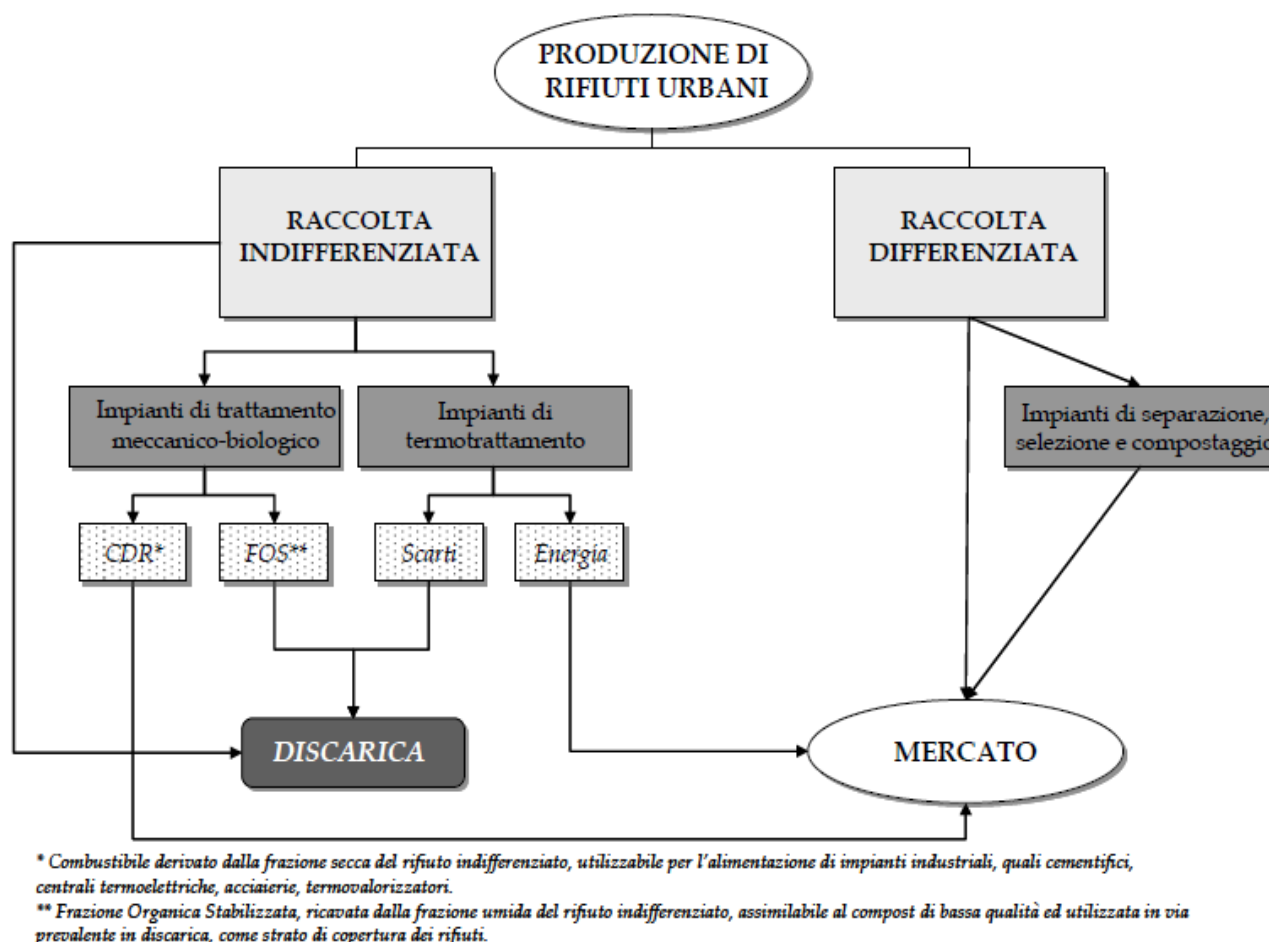 PRODUZIONE DI
RIFIUTI URBANI
RACCOLTA
INDIFFERENZIATA
RACCOLTA
DIFFERENZIATA
Impianti di trattamento
meccanico-biologico
Impianti di
termotrattamento
Impianti di separazione,
selezione e compostaggio
CDR*
FOS**
Scarti
Energia
DISCARICA
MERCATO
* Combustibile derivato dalla frazione secca del rifiuto indifferenziato, utilizzabile per l'alimentazione di impianti industriali, quali cementifici,
centrali termoelettriche, acciaierie, termovalorizzatori.
** Frazione Organica Stabilizzata, ricavata dalla frazione umida del rifiuto indifferenziato, assimilabile al compost di bassa qualità ed utilizzata in via
prevalente in discarica, come strato di copertura dei rifiuti.